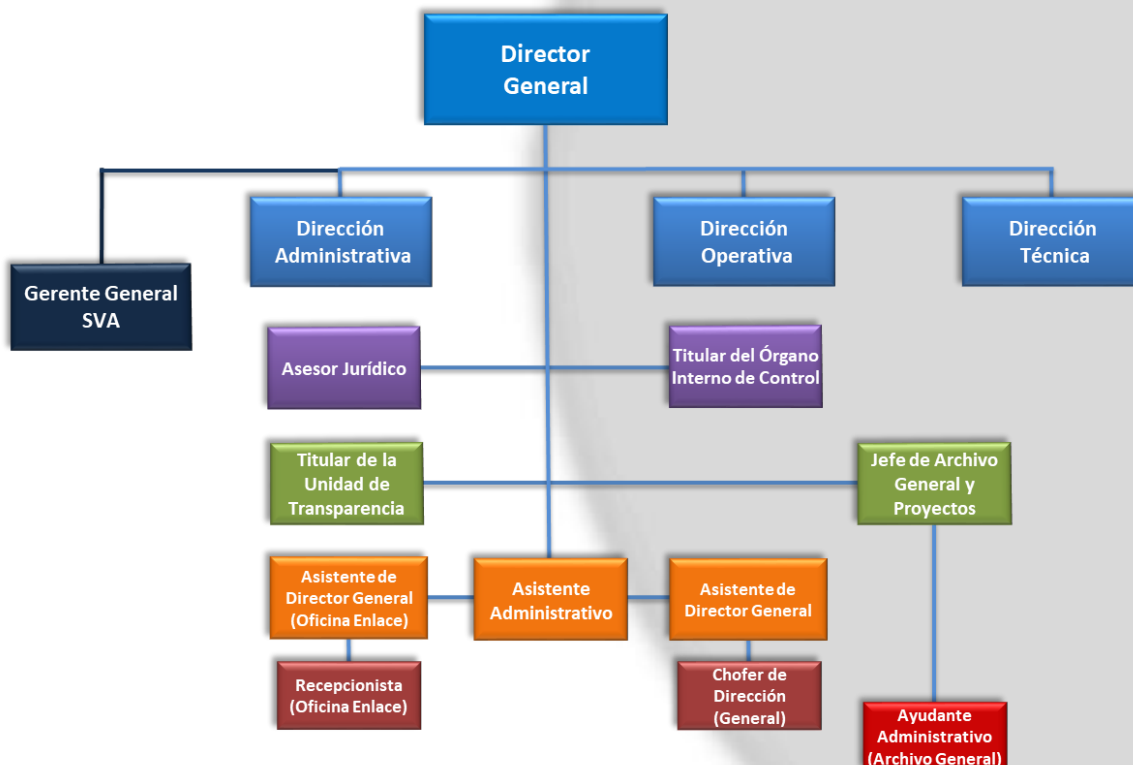 Director
General
Dirección
Administrativa
Dirección
Operativa
Dirección
Técnica
Gerente General
SVA
Asesor Jurídico
Titular del Órgano
Interno de Control
Titular de la
Unidad de
Transparencia
Jefe de Archivo
General y
Proyectos
Asistente de
Director General
(Oficina Enlace)
Asistente
Administrativo
Asistente de
Director General
Recepcionista
(Oficina Enlace)
Chofer de
Dirección
(General)
Ayudante
Administrativo
(Archivo General)